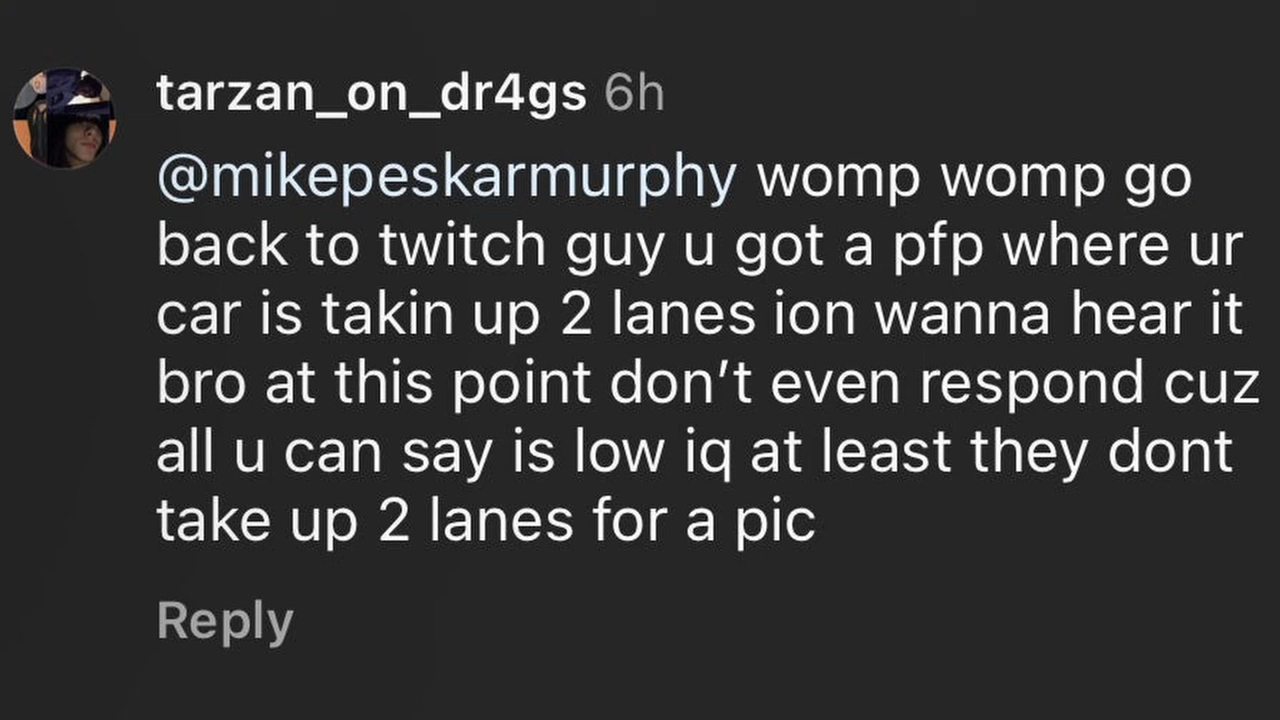 tarzan_on_dr4gs 6h
@mikepeskarmurphy womp womp go
back to twitch guy u got a pfp where ur
car is takin up 2 lanes ion wanna hear it
bro at this point don’t even respond cuz
all u can say is low iq at least they dont
take up 2 lanes for a pic
Reply